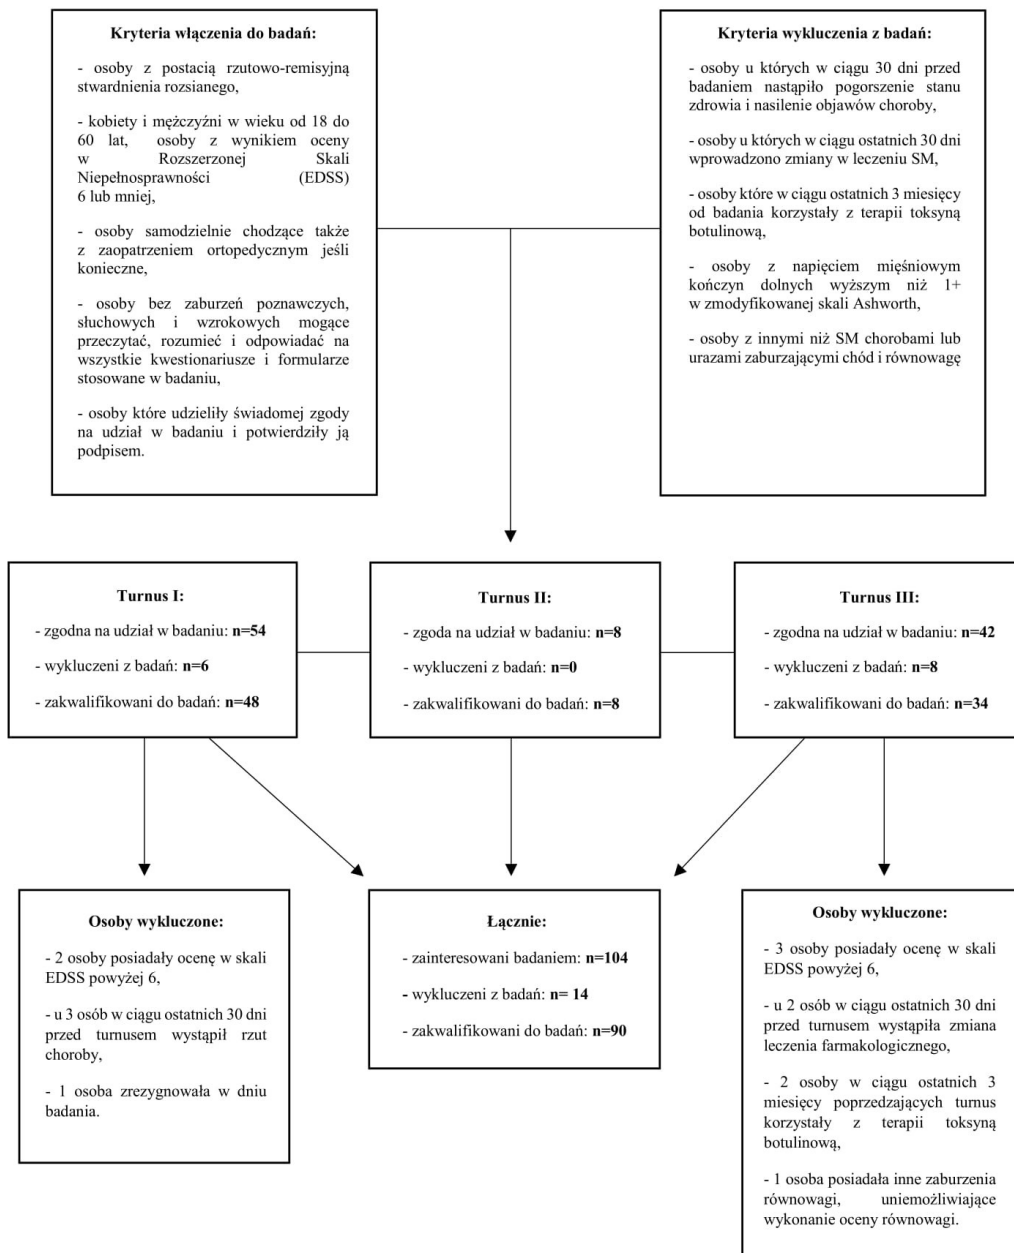 Kryteria włączenia do badań:
- osoby z postacią rzutowo-remisyjną
stwardnienia rozsianego,
- kobiety i mężczyźni w wieku od 18 do
60 lat, osoby z wynikiem oceny
w Rozszerzonej Skali
Niepełnosprawności (EDSS)
6 lub mniej,
- osoby samodzielnie chodzące także
z zaopatrzeniem ortopedycznym jeśli
konieczne,
- osoby bez zaburzeń poznawczych,
słuchowych i wzrokowych mogące
przeczytać, rozumieć i odpowiadać na
wszystkie kwestionariusze i formularze
stosowane w badaniu,
- osoby które udzieliły świadomej zgody
na udział w badaniu i potwierdziły ją
podpisem.
Kryteria wykluczenia z badań:
- osoby u których w ciągu 30 dni przed
badaniem nastąpiło pogorszenie stanu
zdrowia i nasilenie objawów choroby,
- osoby u których w ciągu ostatnich 30 dni
wprowadzono zmiany w leczeniu SM,
- osoby które w ciągu ostatnich 3 miesięcy
od badania korzystały z terapii toksyną
botulinową,
- osoby z napięciem mięśniowym
kończyn dolnych wyższym niż 1+
w zmodyfikowanej skali Ashworth,
- osoby z innymi niż SM chorobami lub
urazami zaburzającymi chód i równowagę
Turnus I:
- zgodna na udział w badaniu: n=54
- wykluczeni z badań: n=6
- zakwalifikowani do badań: n=48
Turnus II:
- zgoda na udział w badaniu: n=8
- wykluczeni z badań: n=0
- zakwalifikowani do badań: n=8
Turnus III:
- zgodna na udział w badaniu: n=42
- wykluczeni z badań: n=8
- zakwalifikowani do badań: n=34
Osoby wykluczone:
- 2 osoby posiadały ocenę w skali
EDSS powyżej 6,
- u 3 osób w ciągu ostatnich 30 dni
przed turnusem wystąpił rzut
choroby,
- 1 osoba zrezygnowała w dniu
badania.
Łącznie:
- zainteresowani badaniem: n=104
- wykluczeni z badań: n= 14
- zakwalifikowani do badań: n=90
Osoby wykluczone:
- 3 osoby posiadały ocenę w skali
EDSS powyżej 6,
- u 2 osób w ciągu ostatnich 30 dni
przed turnusem wystąpiła zmiana
leczenia farmakologicznego,
- 2 osoby w ciągu ostatnich 3
miesięcy poprzedzających turnus
korzystały z terapii toksyną
botulinową,
- 1 osoba posiadała inne zaburzenia
równowagi, uniemożliwiające
wykonanie oceny równowagi.